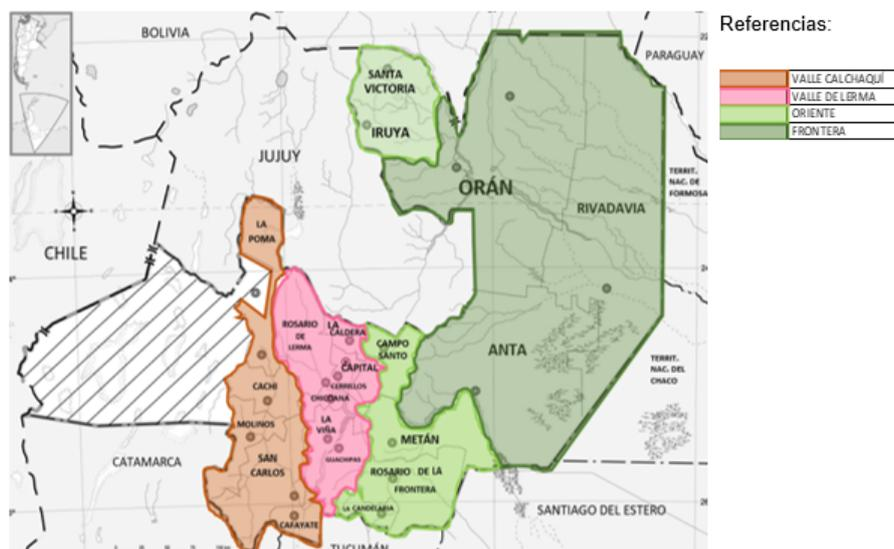 Referencias:
VALLE CALCHAQUÍ
VALLE DE LERMA
ORIENTE
FRONTERA
BOLIVIA
PARAGUAY
SANTA
VICTORIA
IRUYA
JUJUY
ORÁN
TERRIT.
NAC. DE
FORMOSA
RIVADAVIA
LA
POMA
CHILE
ROSARIO
DE
LERMA
LA
CALDERA
CAMPO
SANTO
ANTA
CAPITAL
TERRIT.
NAC. DEL
CHACO
CACHI
CERRILLOS
CHICOANA
MOLINOS
LA
VIÑA
METÁN
CATAMARCA
SAN
CARLOS
GUACHIPAS
ROSARIO DE LA
FRONTERA
LA CANDELARIA
CAFAYATE
SANTIAGO DEL ESTERO
TUCUMÁN